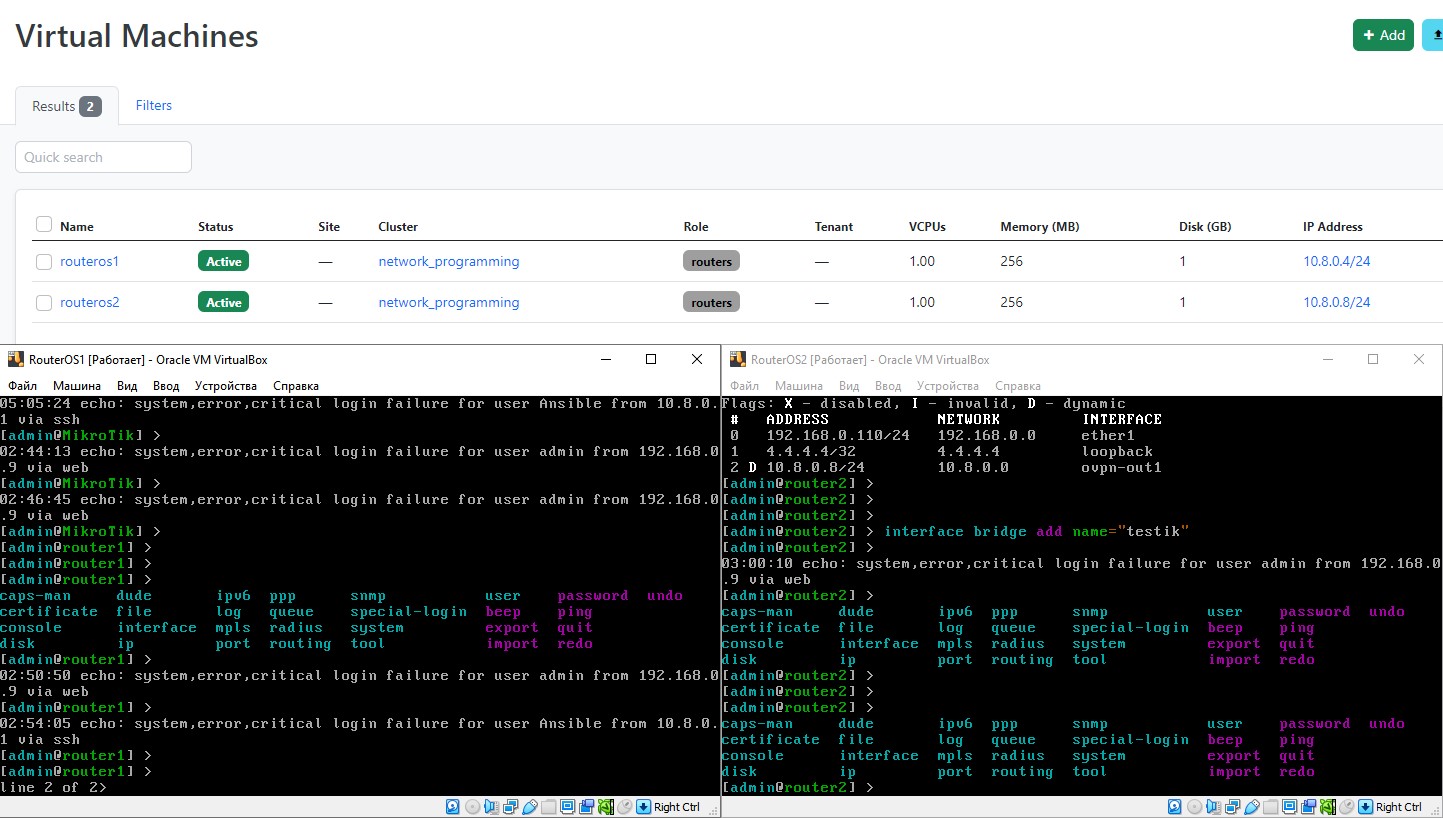 Virtual Machines
+ Add
Results 2 Filters
Quick search
Name Status Site Cluster Role Tenant VCPUs Memory (MB) Disk (GB) IP Address
routeros1 Active — network_programming routers — 1.00 256 1 10.8.0.4/24
routeros2 Active — network_programming routers — 1.00 256 1 10.8.0.8/24
RouterOS1 [Работает] - Oracle VM VirtualBox
Файл Машина Вид Ввод Устройства Справка
05:05:24 echo: system,error,critical login failure for user Ansible from 10.8.0.
1 via ssh
[admin@MikroTik] >
02:44:13 echo: system,error,critical login failure for user admin from 192.168.0
.9 via web
[admin@MikroTik] >
02:46:45 echo: system,error,critical login failure for user admin from 192.168.0
.9 via web
[admin@MikroTik] >
[admin@router1] >
[admin@router1] >
[admin@router1] >
caps-man dude ipv6 ppp snmp user password undo
certificate file log queue special-login beep ping
console interface mpls radius system export quit
disk ip port routing tool import redo
[admin@router1] >
02:50:50 echo: system,error,critical login failure for user admin from 192.168.0
.9 via web
[admin@router1] >
02:54:05 echo: system,error,critical login failure for user Ansible from 10.8.0.
1 via ssh
[admin@router1] >
[admin@router1] >
line 2 of 2>
Right Ctrl
RouterOS2 [Работает] - Oracle VM VirtualBox
Файл Машина Вид Ввод Устройства Справка
Flags: X - disabled, I - invalid, D - dynamic
# ADDRESS NETWORK INTERFACE
0 192.168.0.110/24 192.168.0.0 ether1
1 4.4.4.4/32 4.4.4.4 loopback
2 D 10.8.0.8/24 10.8.0.0 ovpn-out1
[admin@router2] >
[admin@router2] >
[admin@router2] >
[admin@router2] > interface bridge add name="testik"
[admin@router2] >
03:00:10 echo: system,error,critical login failure for user admin from 192.168.0
.9 via web
[admin@router2] >
caps-man dude ipv6 ppp snmp user password undo
certificate file log queue special-login beep ping
console interface mpls radius system export quit
disk ip port routing tool import redo
[admin@router2] >
[admin@router2] >
[admin@router2] >
caps-man dude ipv6 ppp snmp user password undo
certificate file log queue special-login beep ping
console interface mpls radius system export quit
disk ip port routing tool import redo
[admin@router2] >
Right Ctrl